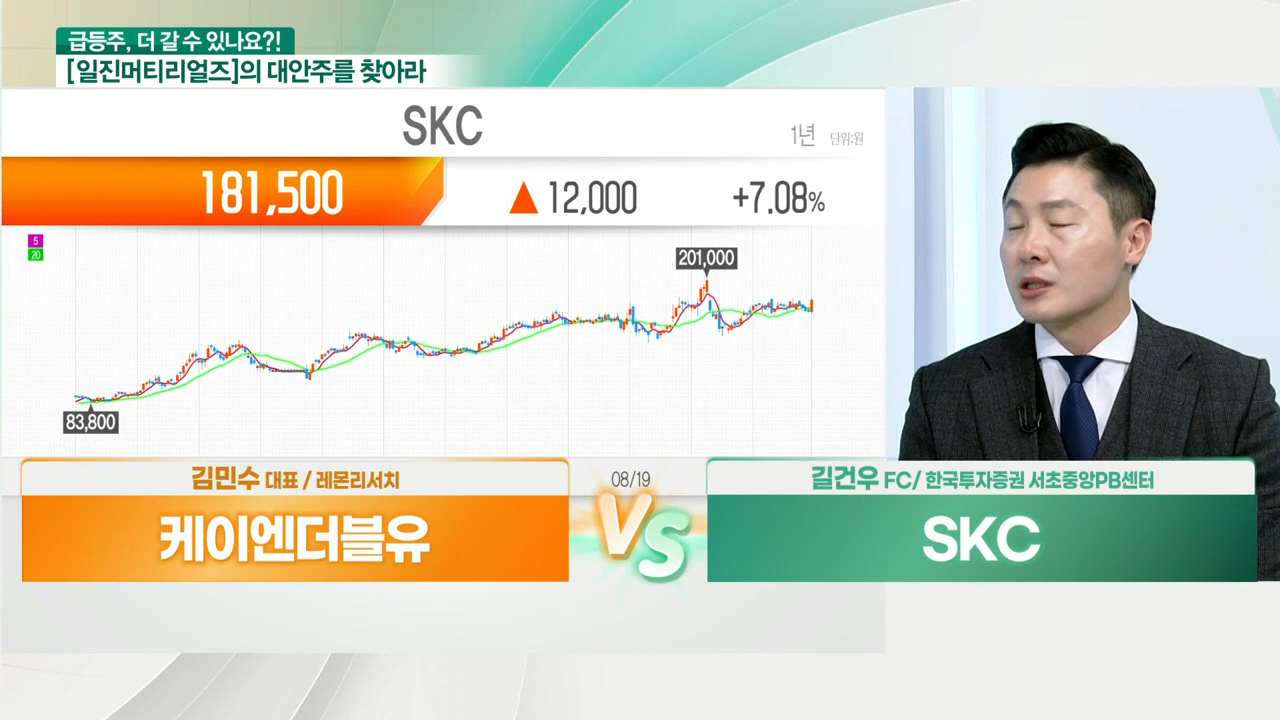 급등주, 더 갈 수 있나요?!
[일진머티리얼즈]의 대안주를 찾아라
SKC
1년 단위:원
181,500 ▲ 12,000 +7.08%
5
20
201,000
83,800
김민수 대표 / 레몬리서치
케이엔더블유
08/19
VS
길건우 FC/ 한국투자증권 서초중앙PB센터
SKC